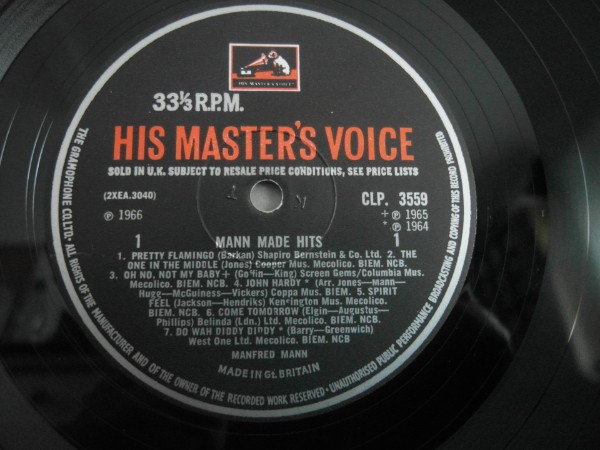 "HIS MASTER'S VOICE"
33⅓ R.P.M.
HIS MASTER'S VOICE
SOLD IN U.K. SUBJECT TO RESALE PRICE CONDITIONS, SEE PRICE LISTS
(2XEA.3040) CLP. 3559
℗ 1966 + ℗ 1965
* ℗ 1964
1 MANN MADE HITS 1
1. PRETTY FLAMINGO (Barkan) Shapiro Bernstein & Co. Ltd. 2. THE
ONE IN THE MIDDLE (Jones) Cooper Mus. Mecolico. BIEM. NCB.
3. OH NO, NOT MY BABY + (Goffin—King) Screen Gems/Columbia Mus.
Mecolico. BIEM. NCB. 4. JOHN HARDY * (Arr. Jones—Mann—
Hugg—McGuiness—Vickers) Coppa Mus. BIEM. 5. SPIRIT
FEEL (Jackson—Hendriks) Kensington Mus. Mecolico.
BIEM. NCB. 6. COME TOMORROW (Elgin—Augustus—
Phillips) Belinda (Ldn.) Ltd. Mecolico. BIEM. NCB.
7. DO WAH DIDDY DIDDY * (Barry—Greenwich)
West One Ltd. Mecolico. BIEM. NCB
MANFRED MANN
MADE IN Gt. BRITAIN
THE GRAMOPHONE CO. LTD. • ALL RIGHTS OF THE MANUFACTURER AND OF THE OWNER OF THE RECORDED WORK RESERVED • UNAUTHORISED PUBLIC PERFORMANCE BROADCASTING AND COPYING OF THIS RECORD PROHIBITED